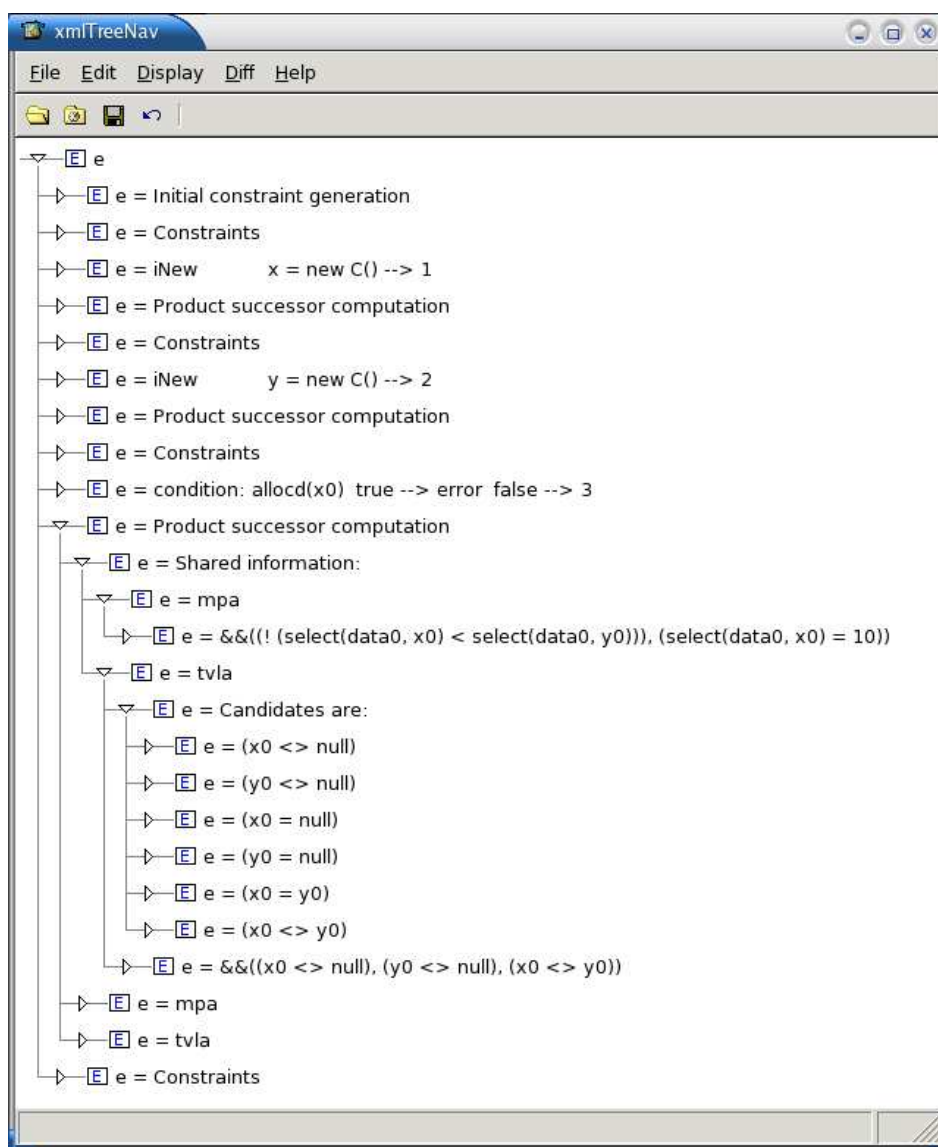 xmlTreeNav
File Edit Display Diff Help
E e
E e = Initial constraint generation
E e = Constraints
E e = iNew x = new C() --> 1
E e = Product successor computation
E e = Constraints
E e = iNew y = new C() --> 2
E e = Product successor computation
E e = Constraints
E e = condition: allocd(x0) true --> error false --> 3
E e = Product successor computation
E e = Shared information:
E e = mpa
E e = &&((! (select(data0, x0) < select(data0, y0))), (select(data0, x0) = 10))
E e = tvla
E e = Candidates are:
E e = (x0 <> null)
E e = (y0 <> null)
E e = (x0 = null)
E e = (y0 = null)
E e = (x0 = y0)
E e = (x0 <> y0)
E e = &&((x0 <> null), (y0 <> null), (x0 <> y0))
E e = mpa
E e = tvla
E e = Constraints